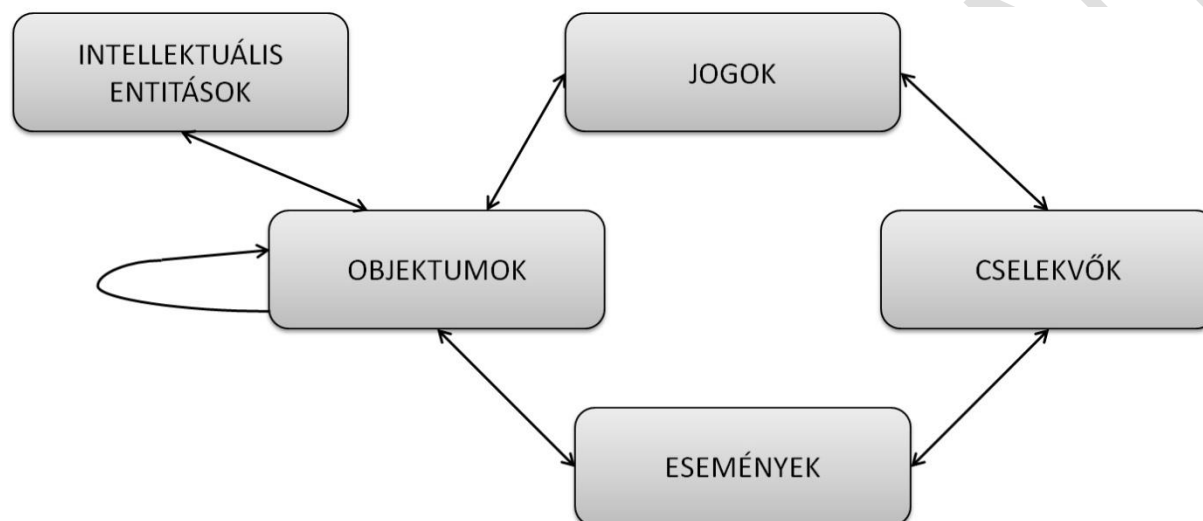 INTELLEKTUÁLIS
ENTITÁSOK
JOGOK
OBJEKTUMOK
CSELEKVŐK
ESEMÉNYEK